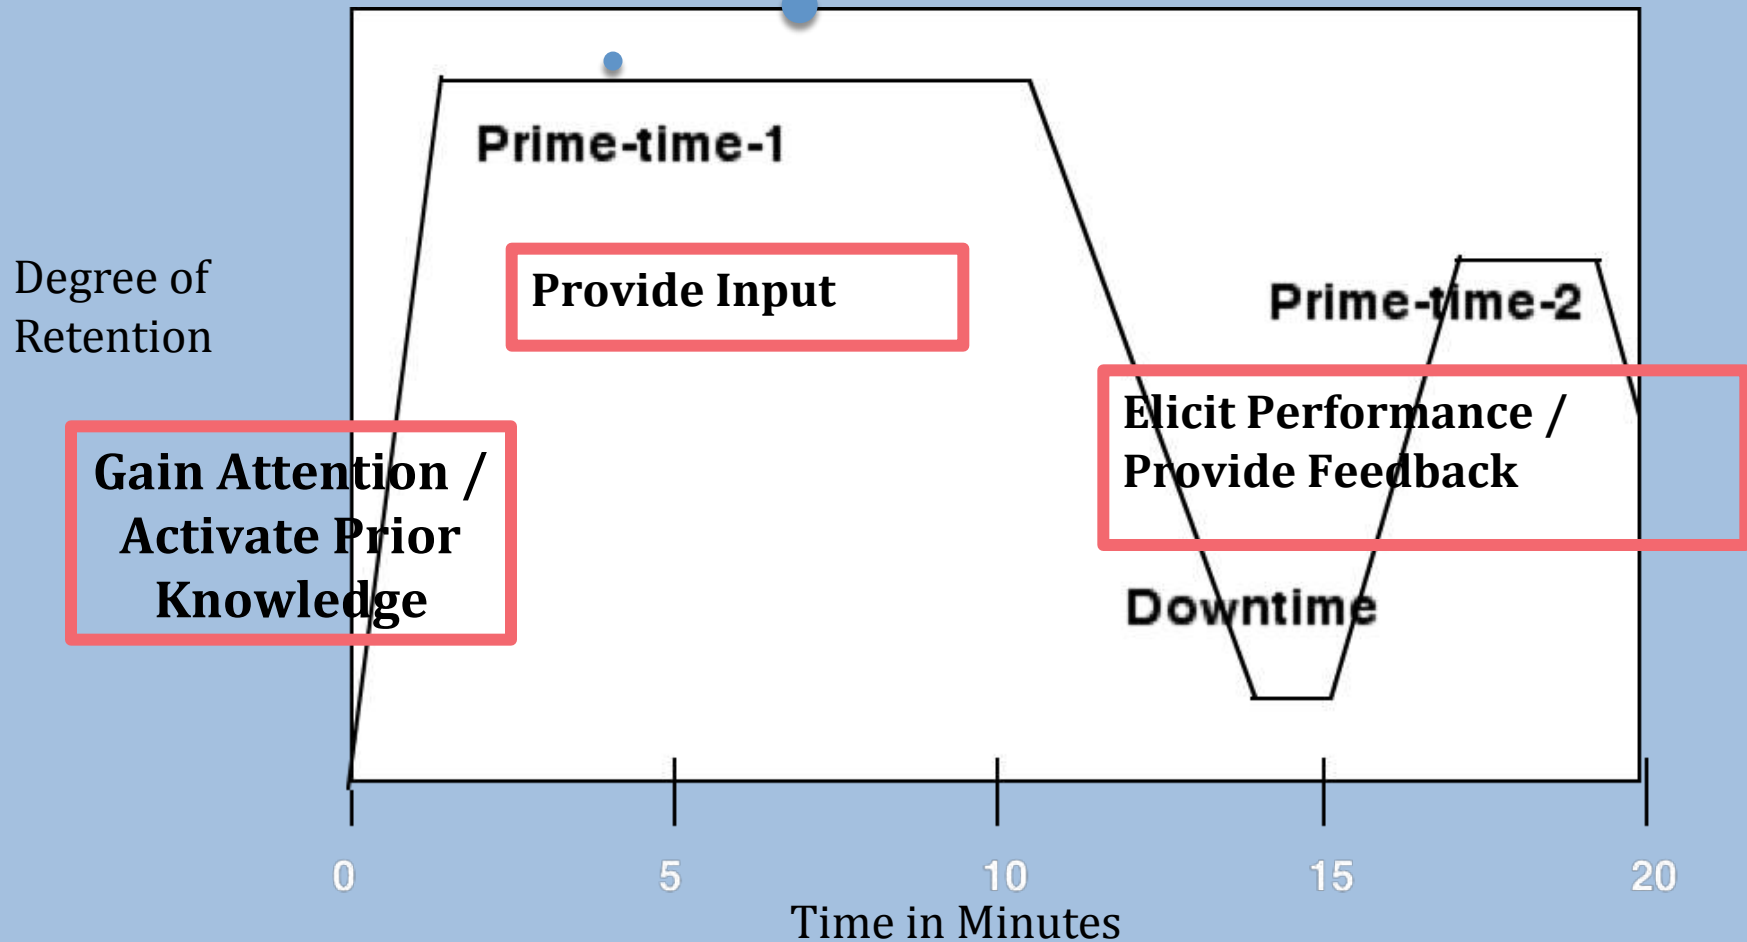 Prime-time-1
Provide Input
Degree of
Retention
Prime-time-2
Elicit Performance /
Provide Feedback
Gain Attention /
Activate Prior
Knowledge
Downtime
0 5 10 15 20
Time in Minutes